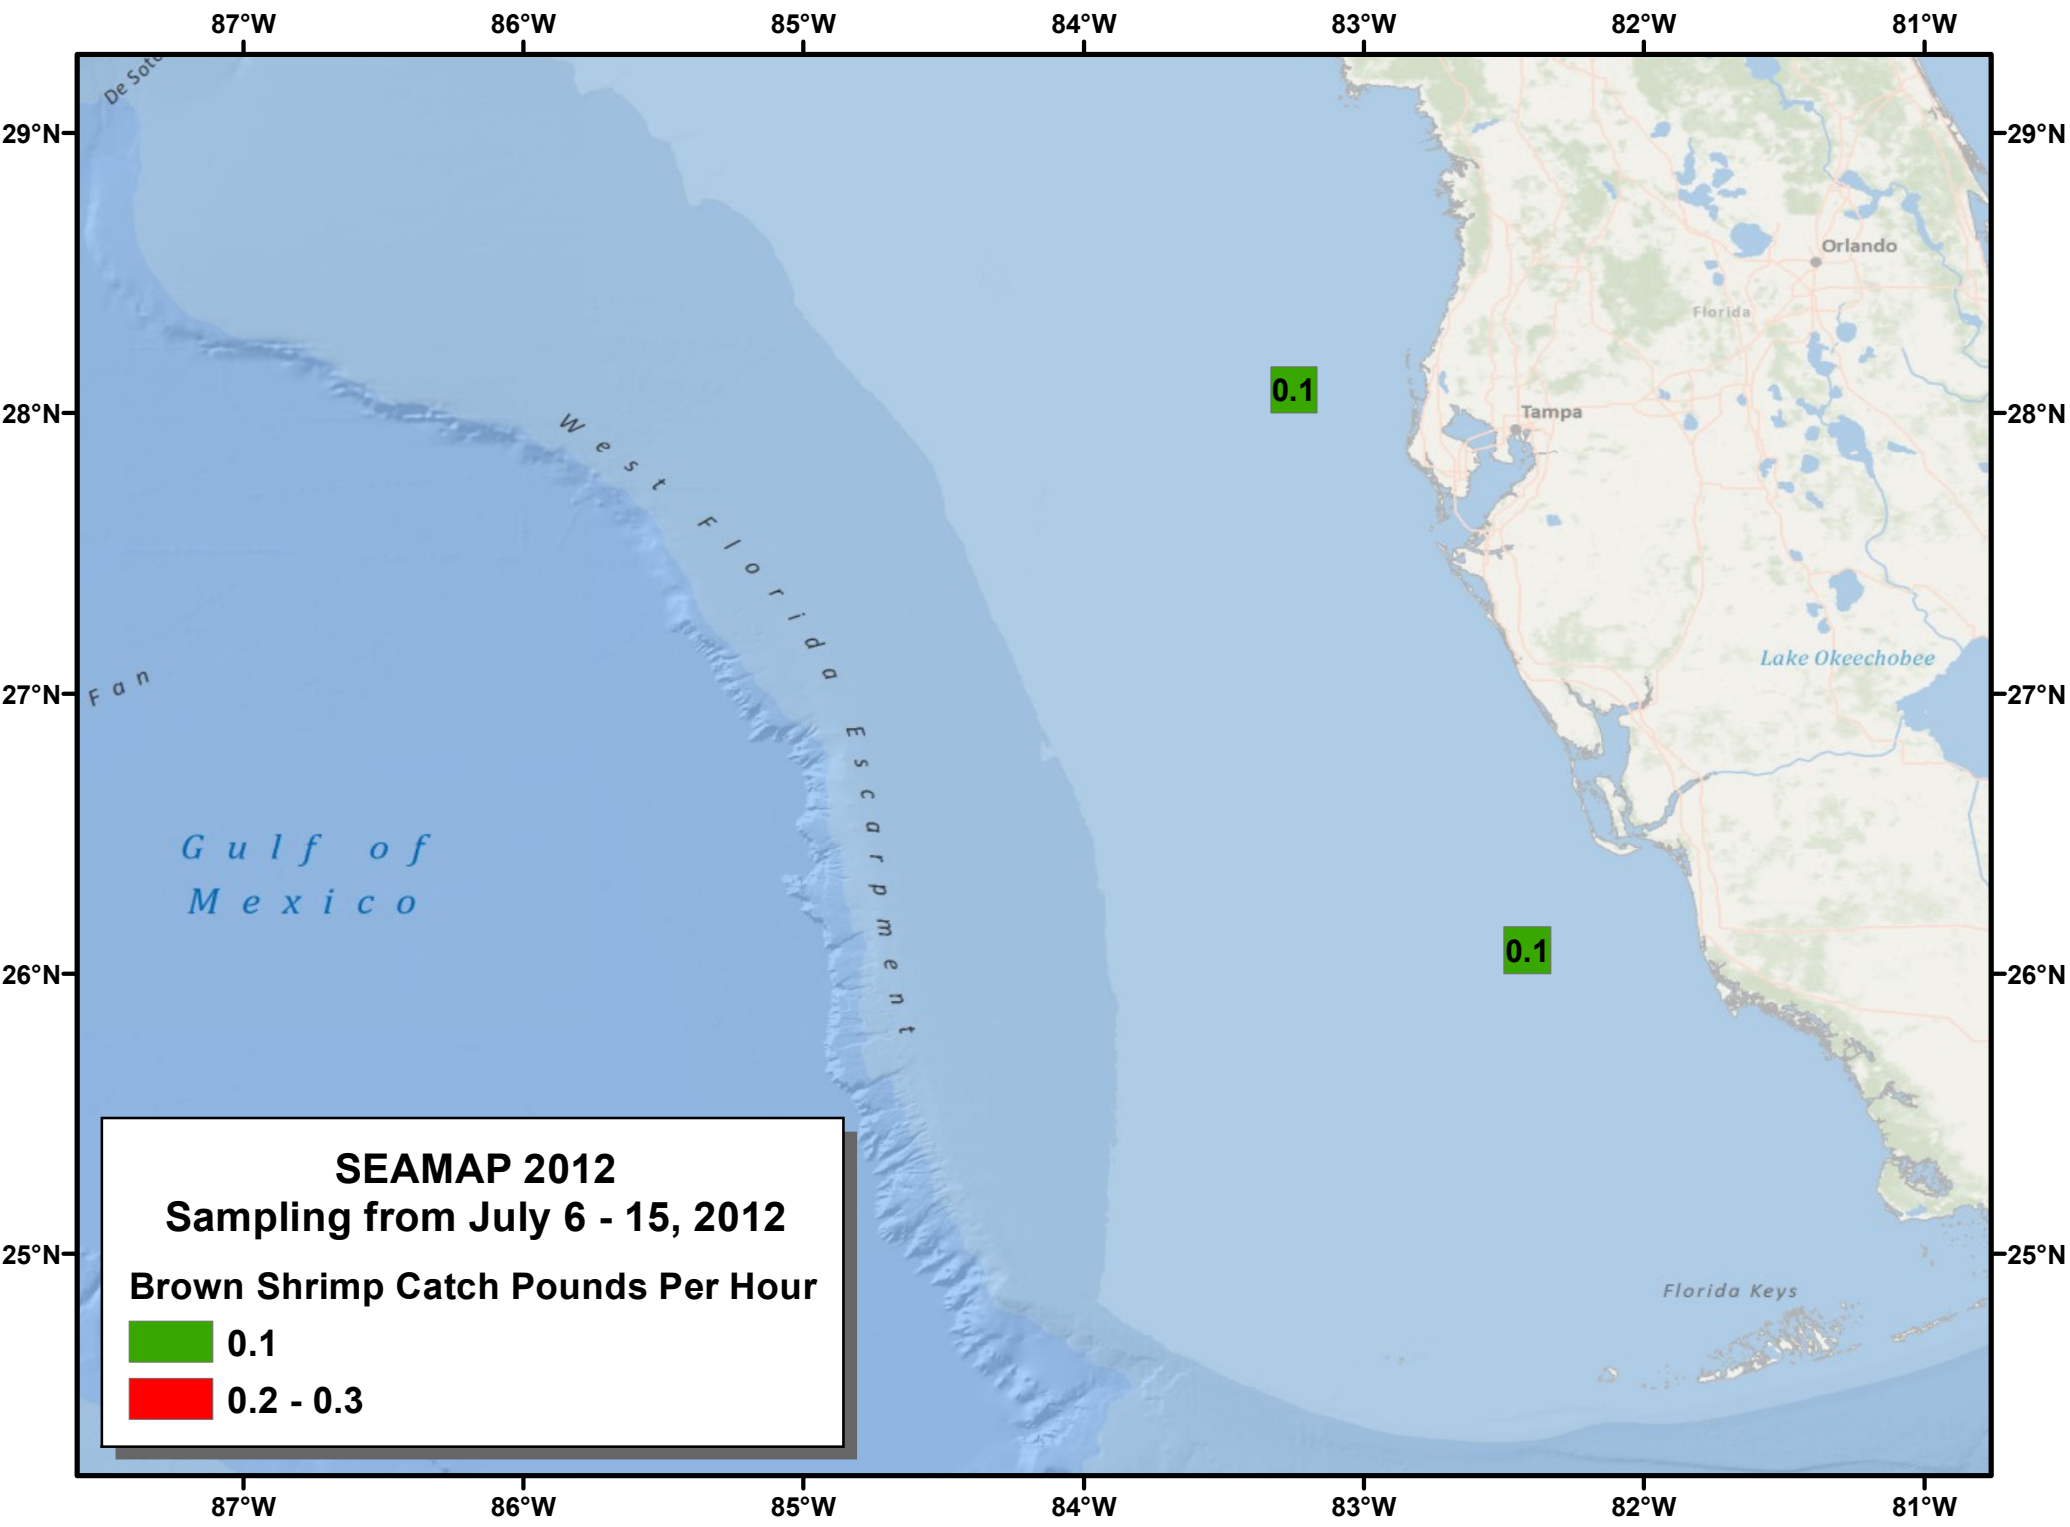 87°W 86°W 85°W 84°W 83°W 82°W 81°W
De Soto
29°N 29°N
Orlando
Florida
0.1
28°N 28°N
Tampa
West Florida Escarpment
Lake Okeechobee
Fan
27°N 27°N
Gulf of
Mexico
0.1
26°N 26°N
SEAMAP 2012
Sampling from July 6 - 15, 2012
25°N 25°N
Brown Shrimp Catch Pounds Per Hour
Florida Keys
0.1
0.2 - 0.3
87°W 86°W 85°W 84°W 83°W 82°W 81°W